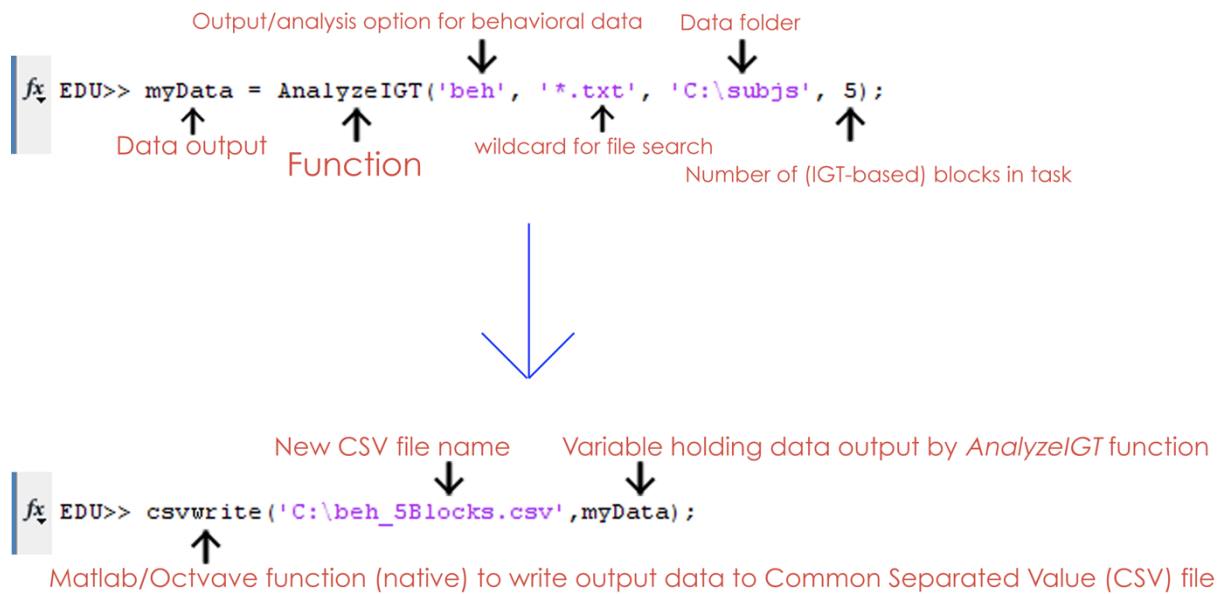 Output/analysis option for behavioral data
Data folder
fx EDU>> myData = AnalyzeIGT('beh', '*.txt', 'C:\subjs', 5);
Data output
Function
wildcard for file search
Number of (IGT-based) blocks in task
New CSV file name
Variable holding data output by AnalyzeIGT function
fx EDU>> csvwrite('C:\beh_5Blocks.csv',myData);
Matlab/Octvave function (native) to write output data to Common Separated Value (CSV) file